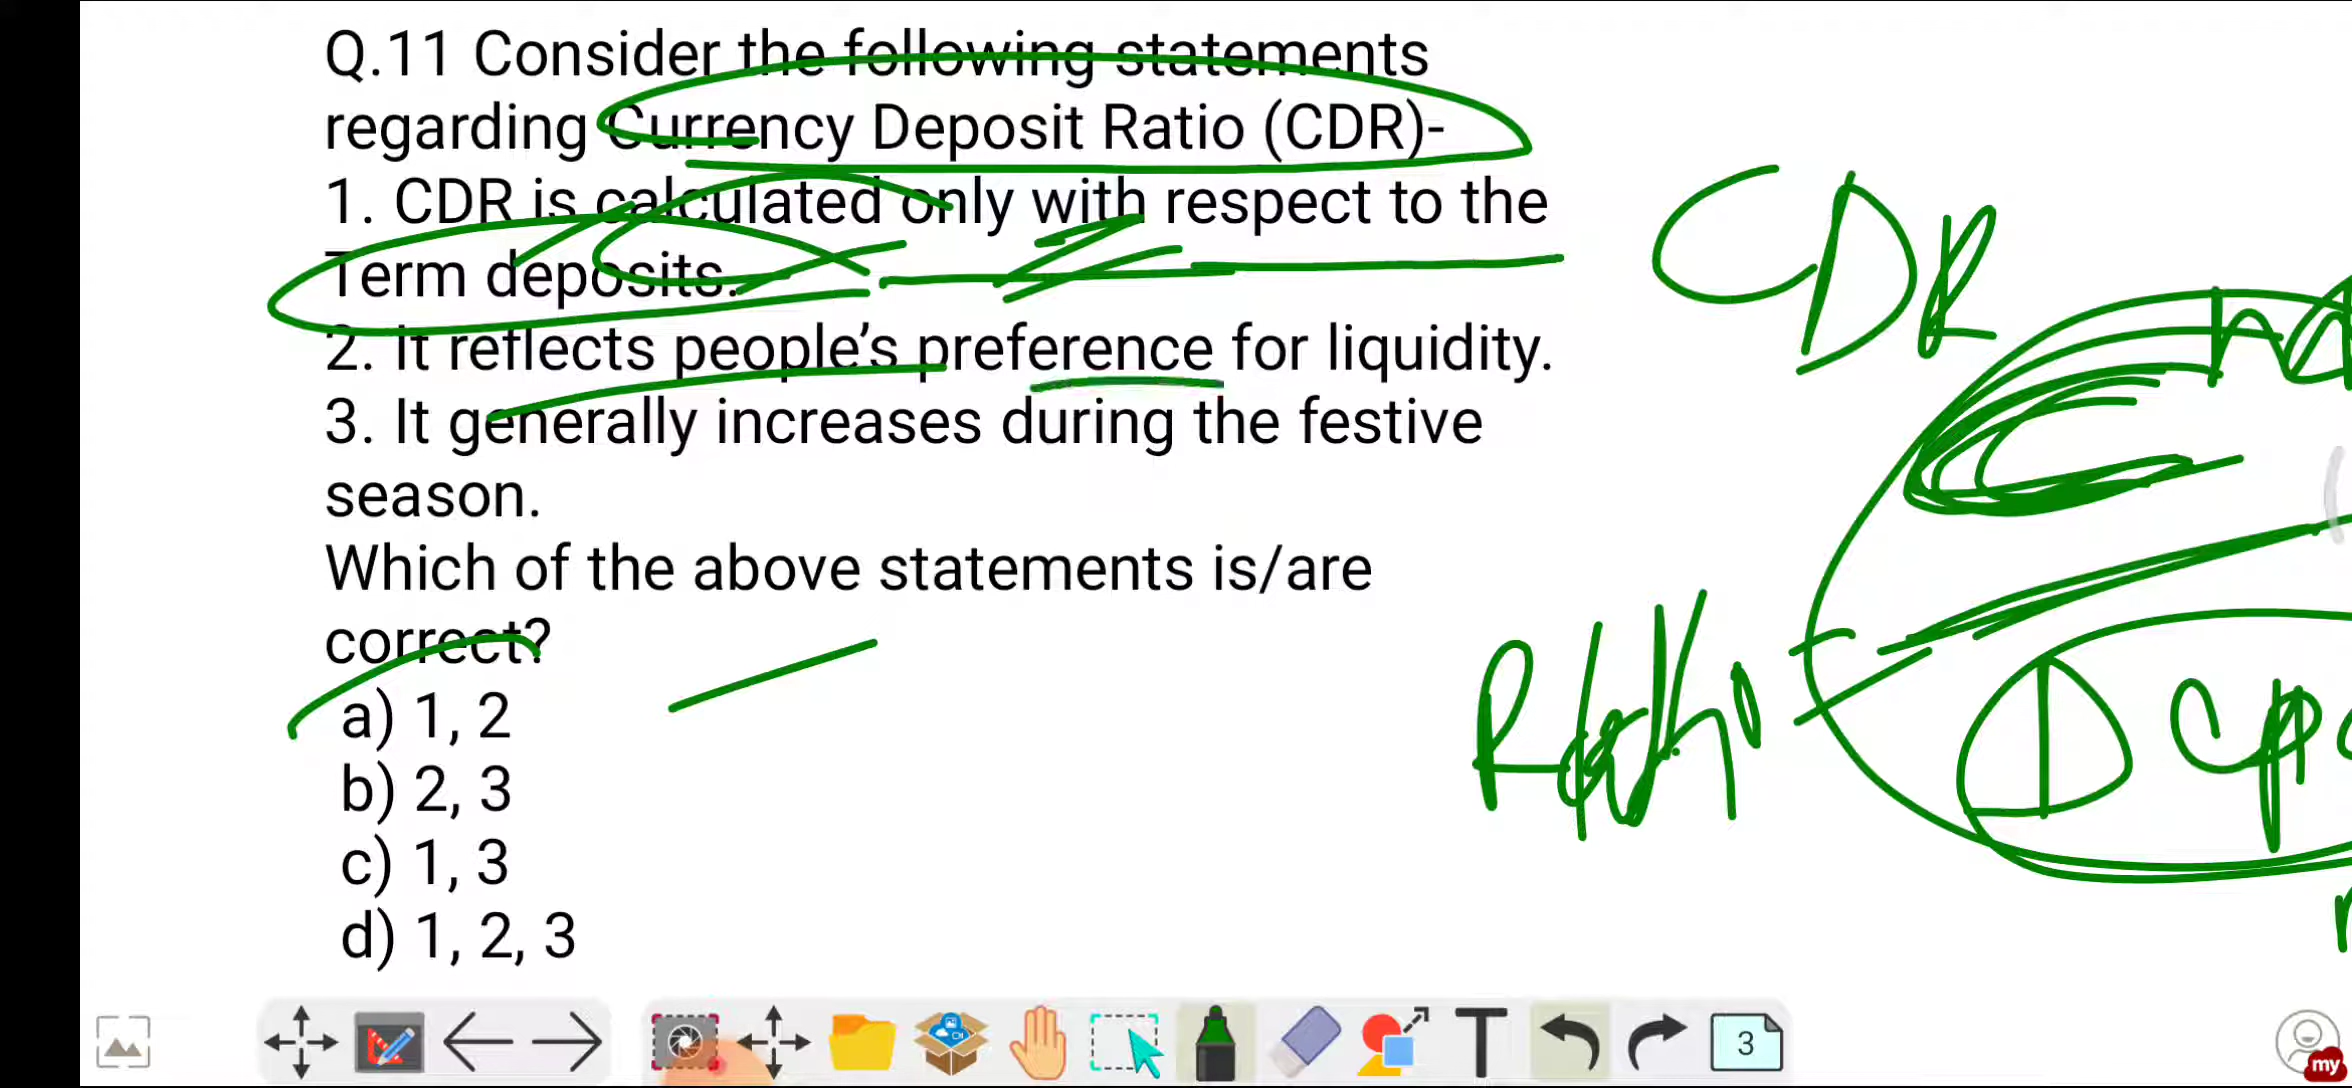 Q.11 Consider the following statements
regarding Currency Deposit Ratio (CDR)-
1. CDR is calculated only with respect to the
Term deposits.
2. It reflects people's preference for liquidity.
3. It generally increases during the festive
season.
Which of the above statements is/are
correct?
a) 1, 2
b) 2, 3
c) 1, 3
d) 1, 2, 3
CDR
Ratio
T
3
my